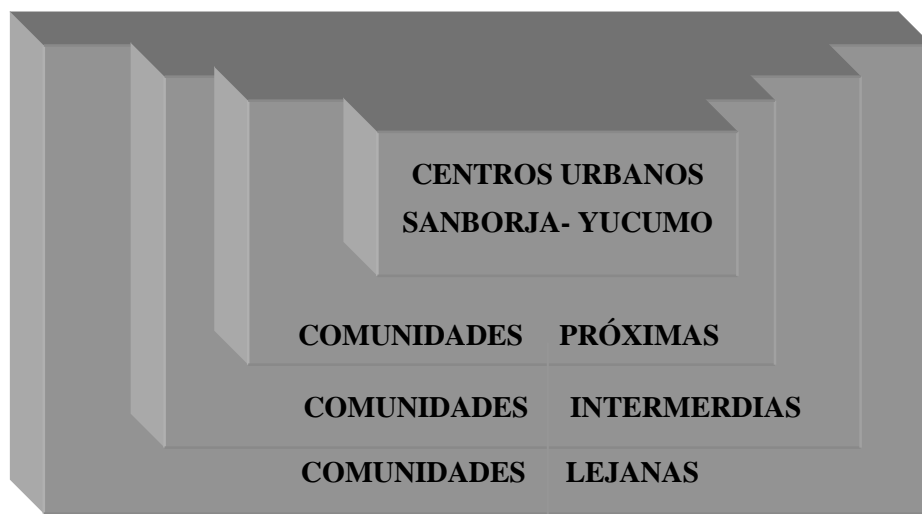 CENTROS URBANOS
SANBORJA- YUCUMO
COMUNIDADES PRÓXIMAS
COMUNIDADES INTERMERDIAS
COMUNIDADES LEJANAS